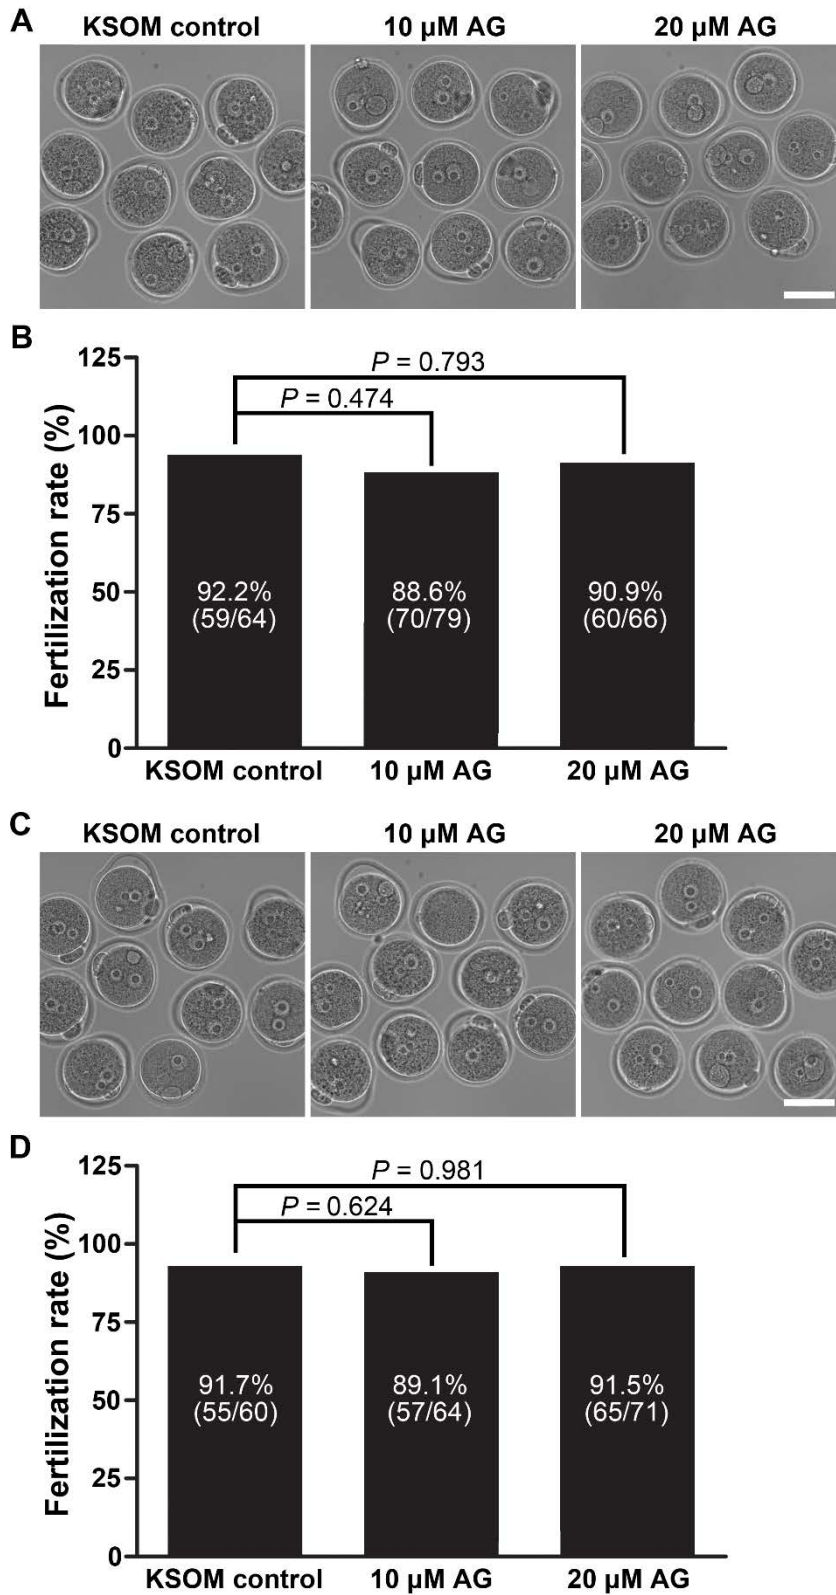 A
KSOM control
10 µM AG
20 µM AG
B
P = 0.793
P = 0.474
125
100
75
50
25
0
Fertilization rate (%)
92.2%
(59/64)
88.6%
(70/79)
90.9%
(60/66)
KSOM control
10 µM AG
20 µM AG
C
KSOM control
10 µM AG
20 µM AG
D
P = 0.981
P = 0.624
125
100
75
50
25
0
Fertilization rate (%)
91.7%
(55/60)
89.1%
(57/64)
91.5%
(65/71)
KSOM control
10 µM AG
20 µM AG